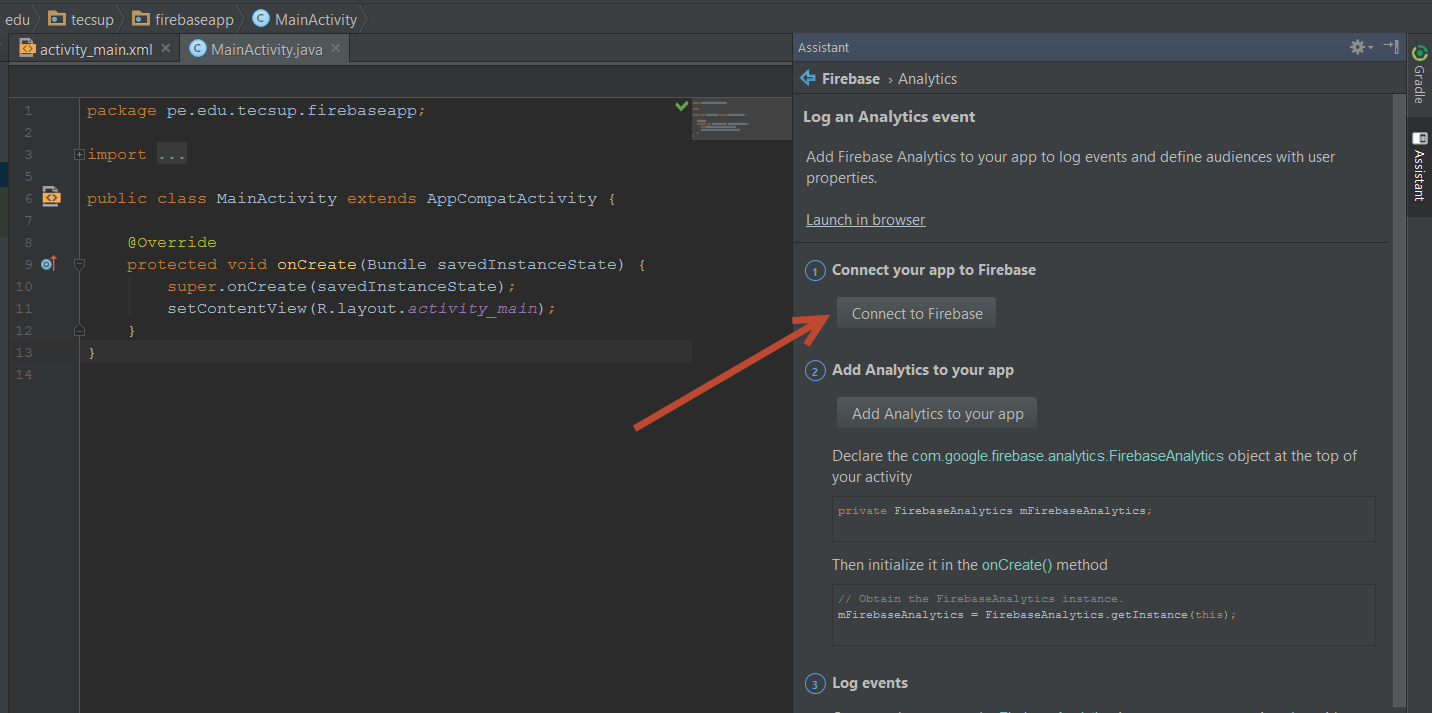 edu tecsup firebaseapp MainActivity
activity_main.xml MainActivity.java
1 package pe.edu.tecsup.firebaseapp;
2
3 import ...
5
6 public class MainActivity extends AppCompatActivity {
7
8 @Override
9 protected void onCreate(Bundle savedInstanceState) {
10 super.onCreate(savedInstanceState);
11 setContentView(R.layout.activity_main);
12 }
13 }
14
Assistant
Firebase › Analytics
Log an Analytics event
Add Firebase Analytics to your app to log events and define audiences with user
properties.
Launch in browser
1 Connect your app to Firebase
Connect to Firebase
2 Add Analytics to your app
Add Analytics to your app
Declare the com.google.firebase.analytics.FirebaseAnalytics object at the top of
your activity
private FirebaseAnalytics mFirebaseAnalytics;
Then initialize it in the onCreate() method
// Obtain the FirebaseAnalytics instance.
mFirebaseAnalytics = FirebaseAnalytics.getInstance(this);
3 Log events
Gradle
Assistant